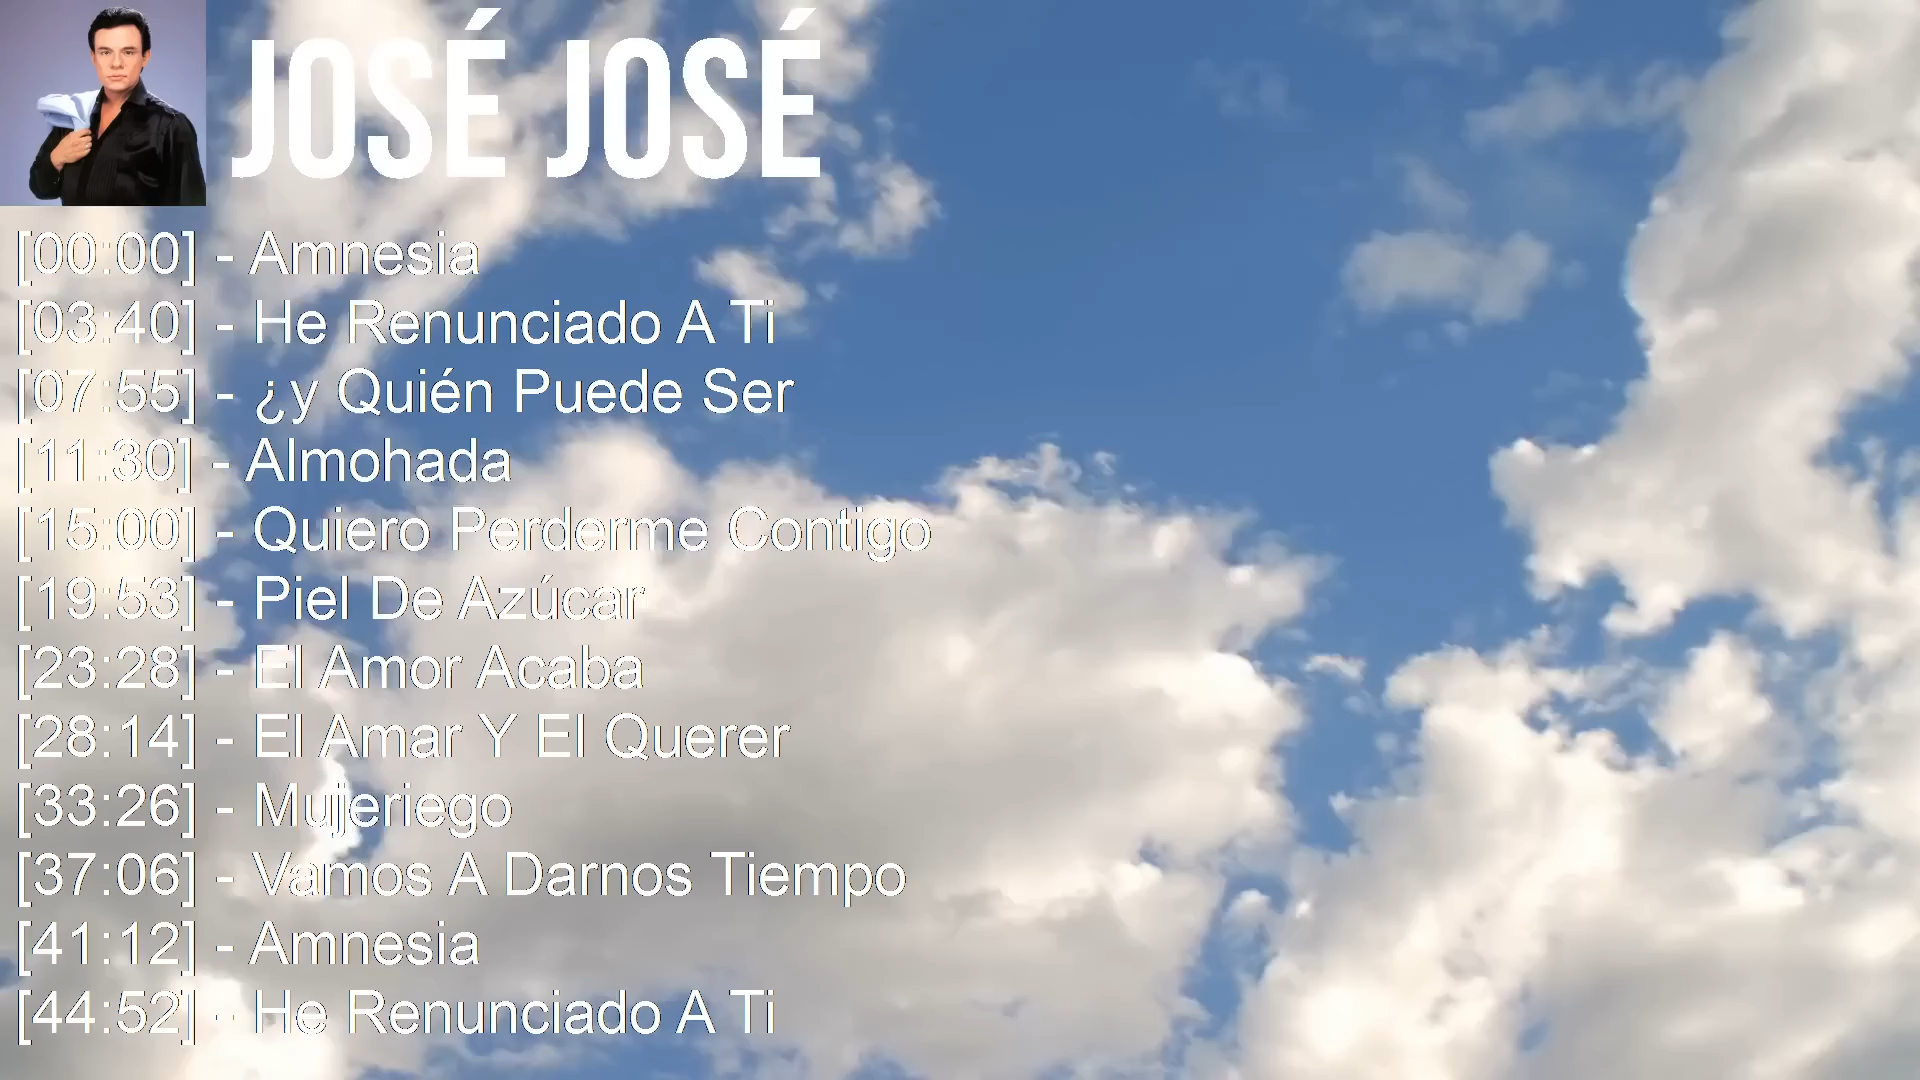 JOSÉ JOSÉ
[00:00] - Amnesia
[03:40] - He Renunciado A Ti
[07:55] - ¿y Quién Puede Ser
[11:30] - Almohada
[15:00] - Quiero Perderme Contigo
[19:53] - Piel De Azúcar
[23:28] - El Amor Acaba
[28:14] - El Amar Y El Querer
[33:26] - Mujeriego
[37:06] - Vamos A Darnos Tiempo
[41:12] - Amnesia
[44:52] - He Renunciado A Ti